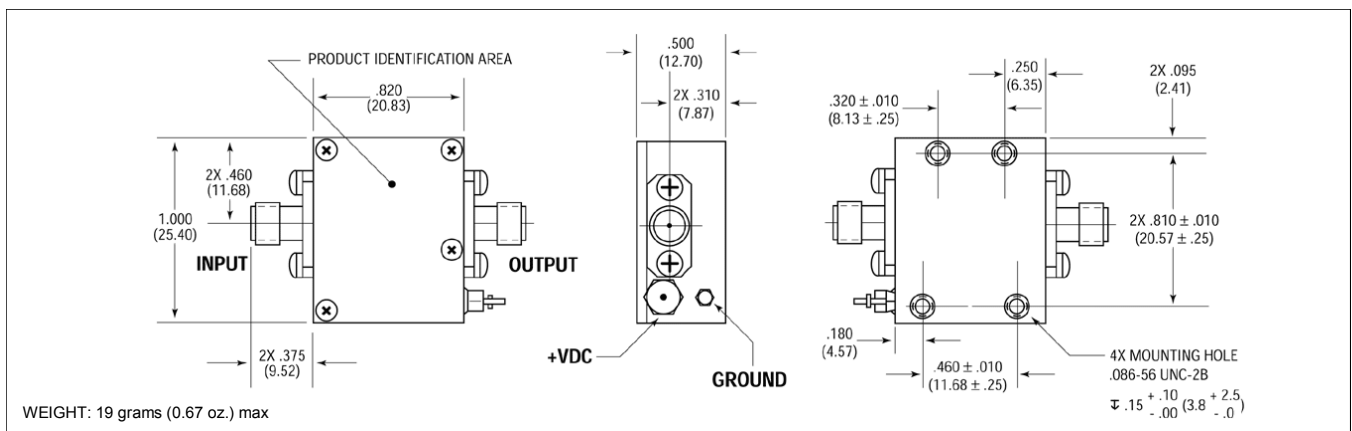 PRODUCT IDENTIFICATION AREA
.820
(20.83)
2X .460
(11.68)
1.000
(25.40)
INPUT
OUTPUT
2X .375
(9.52)
WEIGHT: 19 grams (0.67 oz.) max
.500
(12.70)
2X .310
(7.87)
+VDC
GROUND
.250
(6.35)
2X .095
(2.41)
.320 ± .010
(8.13 ± .25)
2X .810 ± .010
(20.57 ± .25)
.180
(4.57)
.460 ± .010
(11.68 ± .25)
4X MOUNTING HOLE
.086-56 UNC-2B
↧ .15 + .10 - .00 (3.8 + 2.5 - .0)